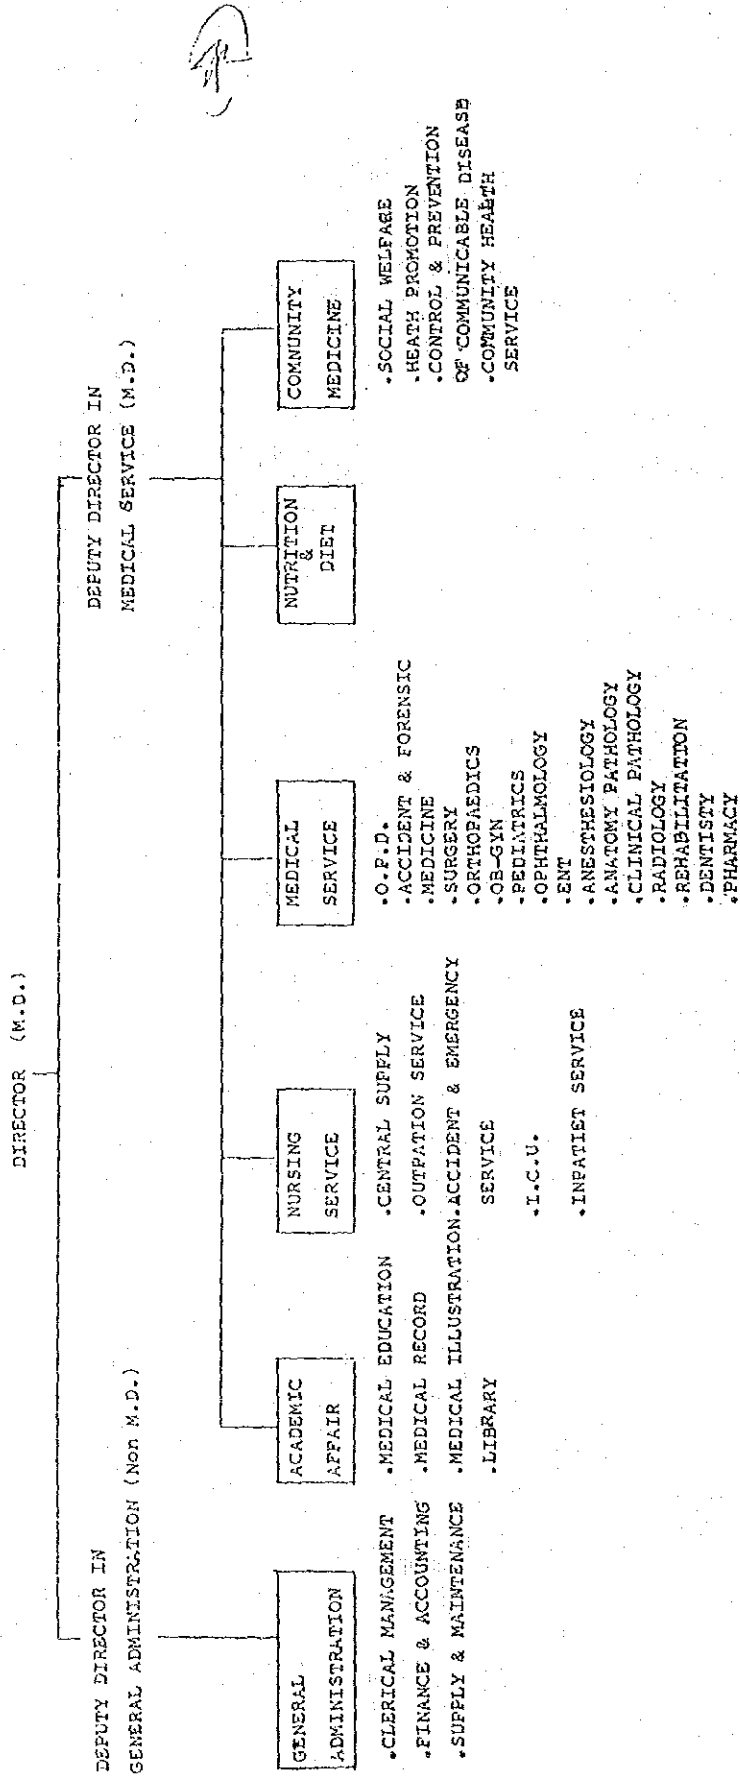 DIRECTOR (M.D.)
DEPUTY DIRECTOR IN
GENERAL ADMINISTRATION (Non M.D.)
DEPUTY DIRECTOR IN
MEDICAL SERVICE (M.D.)
GENERAL
ADMINISTRATION
.CLERICAL MANAGEMENT
.FINANCE & ACCOUNTING
.SUPPLY & MAINTENANCE
ACADEMIC
AFFAIR
.MEDICAL EDUCATION
.MEDICAL RECORD
.MEDICAL ILLUSTRATION
.LIBRARY
NURSING
SERVICE
.CENTRAL SUPPLY
.OUTPATION SERVICE
.ACCIDENT & EMERGENCY
SERVICE
.I.C.U.
.INPATIET SERVICE
MEDICAL
SERVICE
.O.P.D.
.ACCIDENT & FORENSIC
.MEDICINE
.SURGERY
.ORTHOPAEDICS
.OB-GYN
.PEDIATRICS
.OPHTHALMOLOGY
.ENT
.ANESTHESIOLOGY
.ANATOMY PATHOLOGY
.CLINICAL PATHOLOGY
.RADIOLOGY
.REHABILITATION
.DENTISTY
.PHARMACY
NUTRITION
&
DIET
COMNUNITY
MEDICINE
.SOCIAL WELFARE
.HEATH PROMOTION
.CONTROL & PREVENTION
OF COMMUNICABLE DISEASE
.COMMUNITY HEALTH
SERVICE